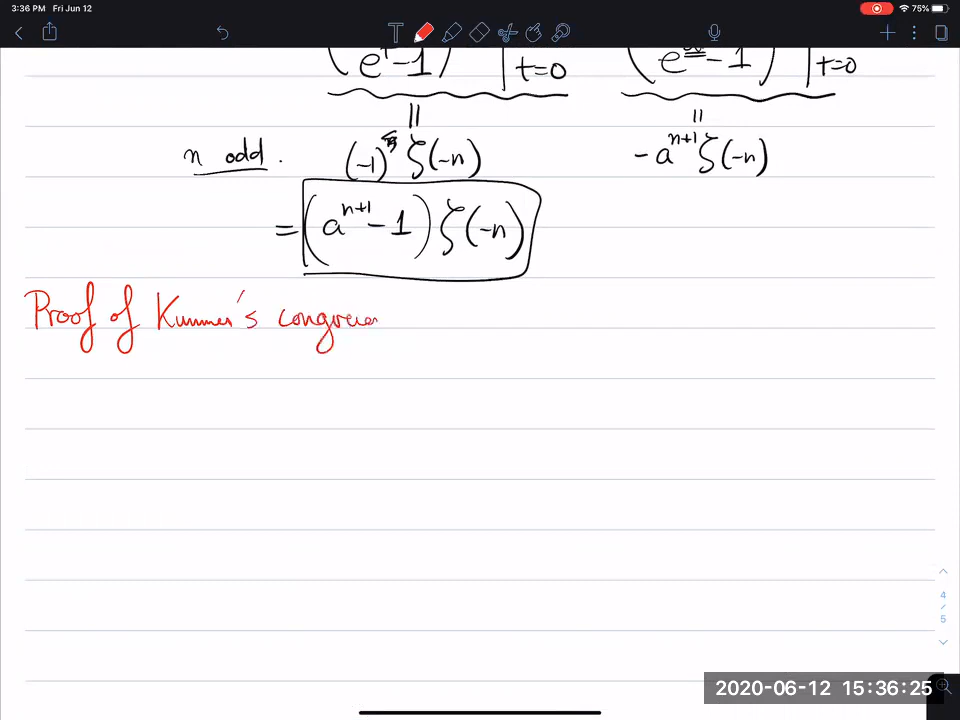 3:36 PM Fri Jun 12 75%
(e^t - 1) | t=0 (e^{at} - 1) | t=0
|| ||
n odd. (-1) ζ(-n) - a^{n+1} ζ(-n)
= (a^{n+1} - 1) ζ(-n)
Proof of Kummer's congruen
4
/
5
2020-06-12 15:36:25